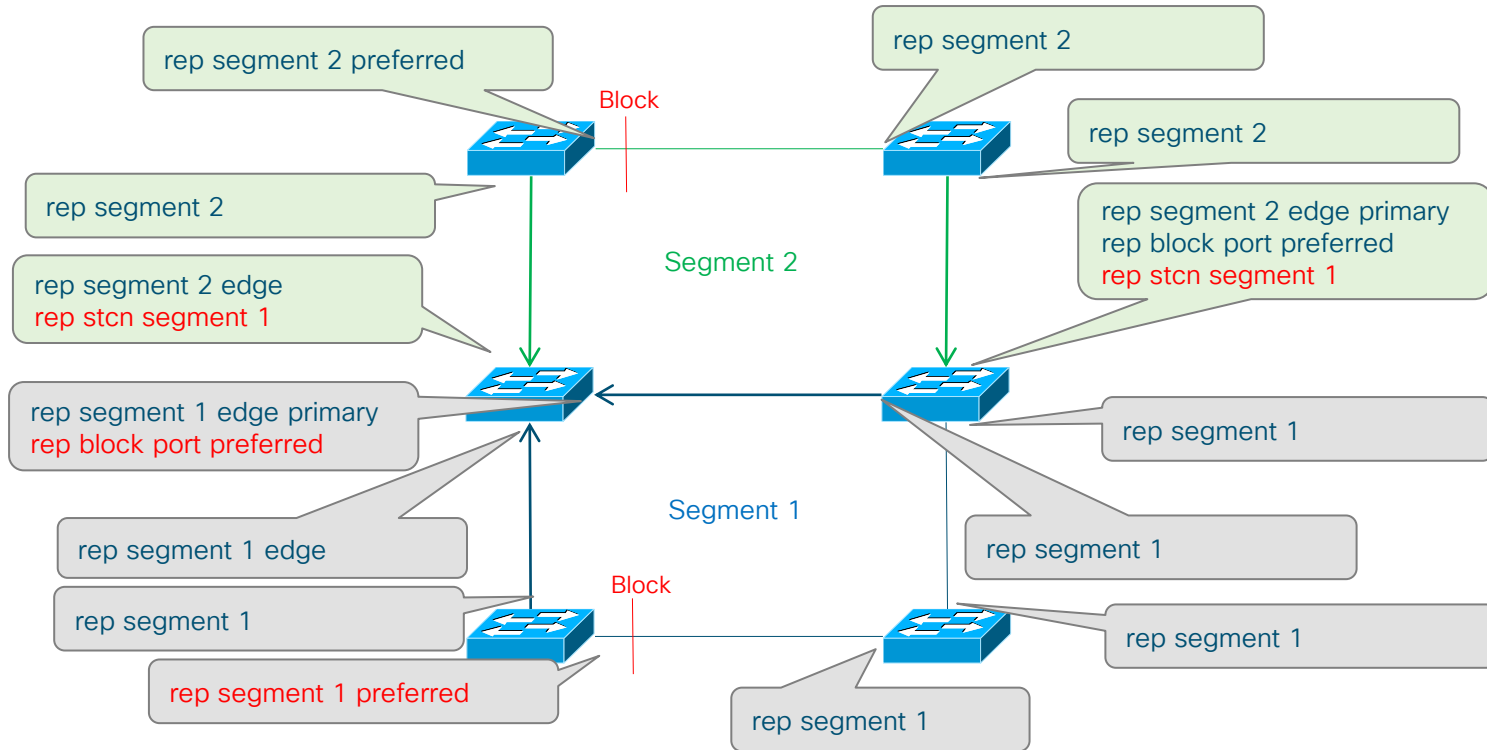 rep segment 2 preferred
rep segment 2
Block
rep segment 2
rep segment 2
rep segment 2 edge primary
rep block port preferred
rep stcn segment 1
Segment 2
rep segment 2 edge
rep stcn segment 1
rep segment 1 edge primary
rep block port preferred
rep segment 1
Segment 1
rep segment 1 edge
rep segment 1
Block
rep segment 1
rep segment 1
rep segment 1 preferred
rep segment 1